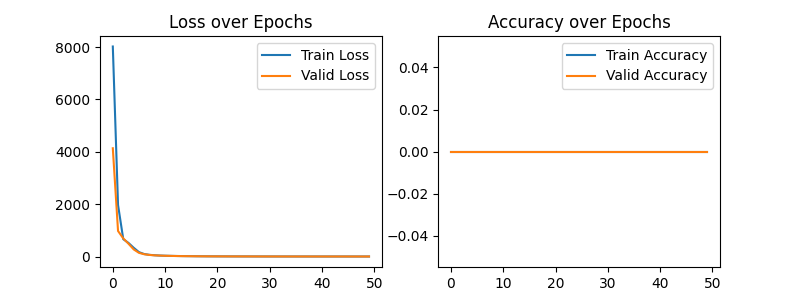 Loss over Epochs
8000
6000
4000
2000
0
Train Loss
Valid Loss
0 10 20 30 40 50
Accuracy over Epochs
0.04
0.02
0.00
−0.02
−0.04
Train Accuracy
Valid Accuracy
0 10 20 30 40 50